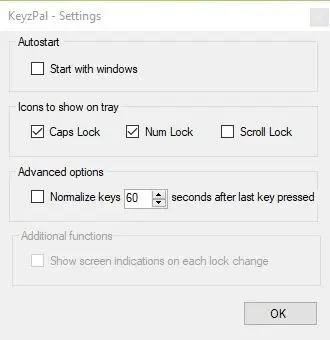 KeyzPal - Settings
Autostart
Start with windows
Icons to show on tray
Caps Lock Num Lock Scroll Lock
Advanced options
Normalize keys 60 seconds after last key pressed
Additional functions
Show screen indications on each lock change
OK